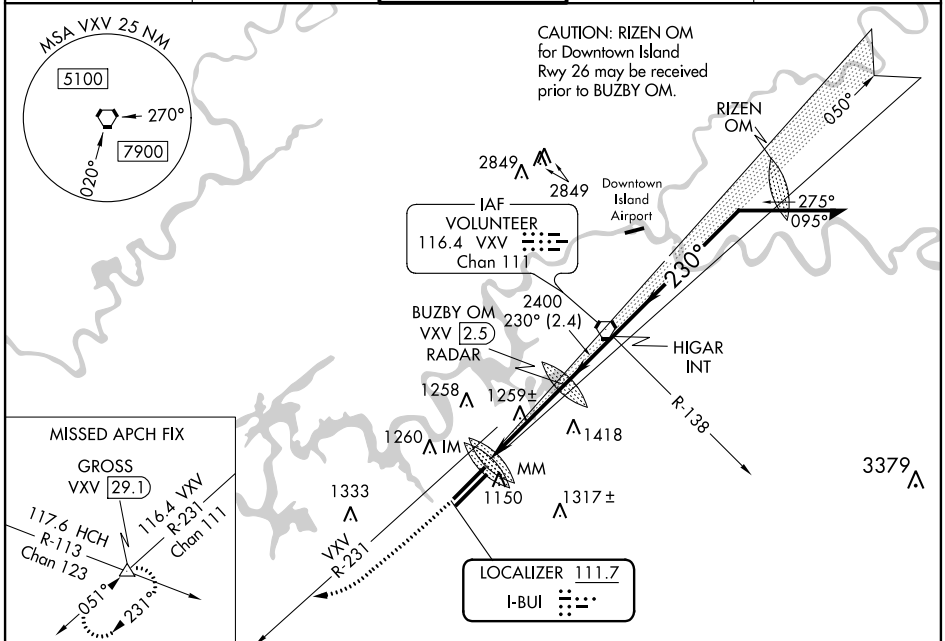 MSA VXV 25 NM
5100
270°
7900
020°
CAUTION: RIZEN OM
for Downtown Island
Rwy 26 may be received
prior to BUZBY OM.
RIZEN
OM
050°
275°
095°
2849
2849
Downtown
Island
Airport
IAF
VOLUNTEER
116.4 VXV
Chan 111
230°
2400
230° (2.4)
BUZBY OM
VXV 2.5
RADAR
HIGAR
INT
R-138
1258
1259±
1418
1260
IM
MM
1150
1317 ±
3379
1333
VXV
R-231
LOCALIZER 111.7
I-BUI
MISSED APCH FIX
GROSS
VXV 29.1
117.6 HCH
R-113
Chan 123
116.4 VXV
R-231
Chan 111
051°
231°